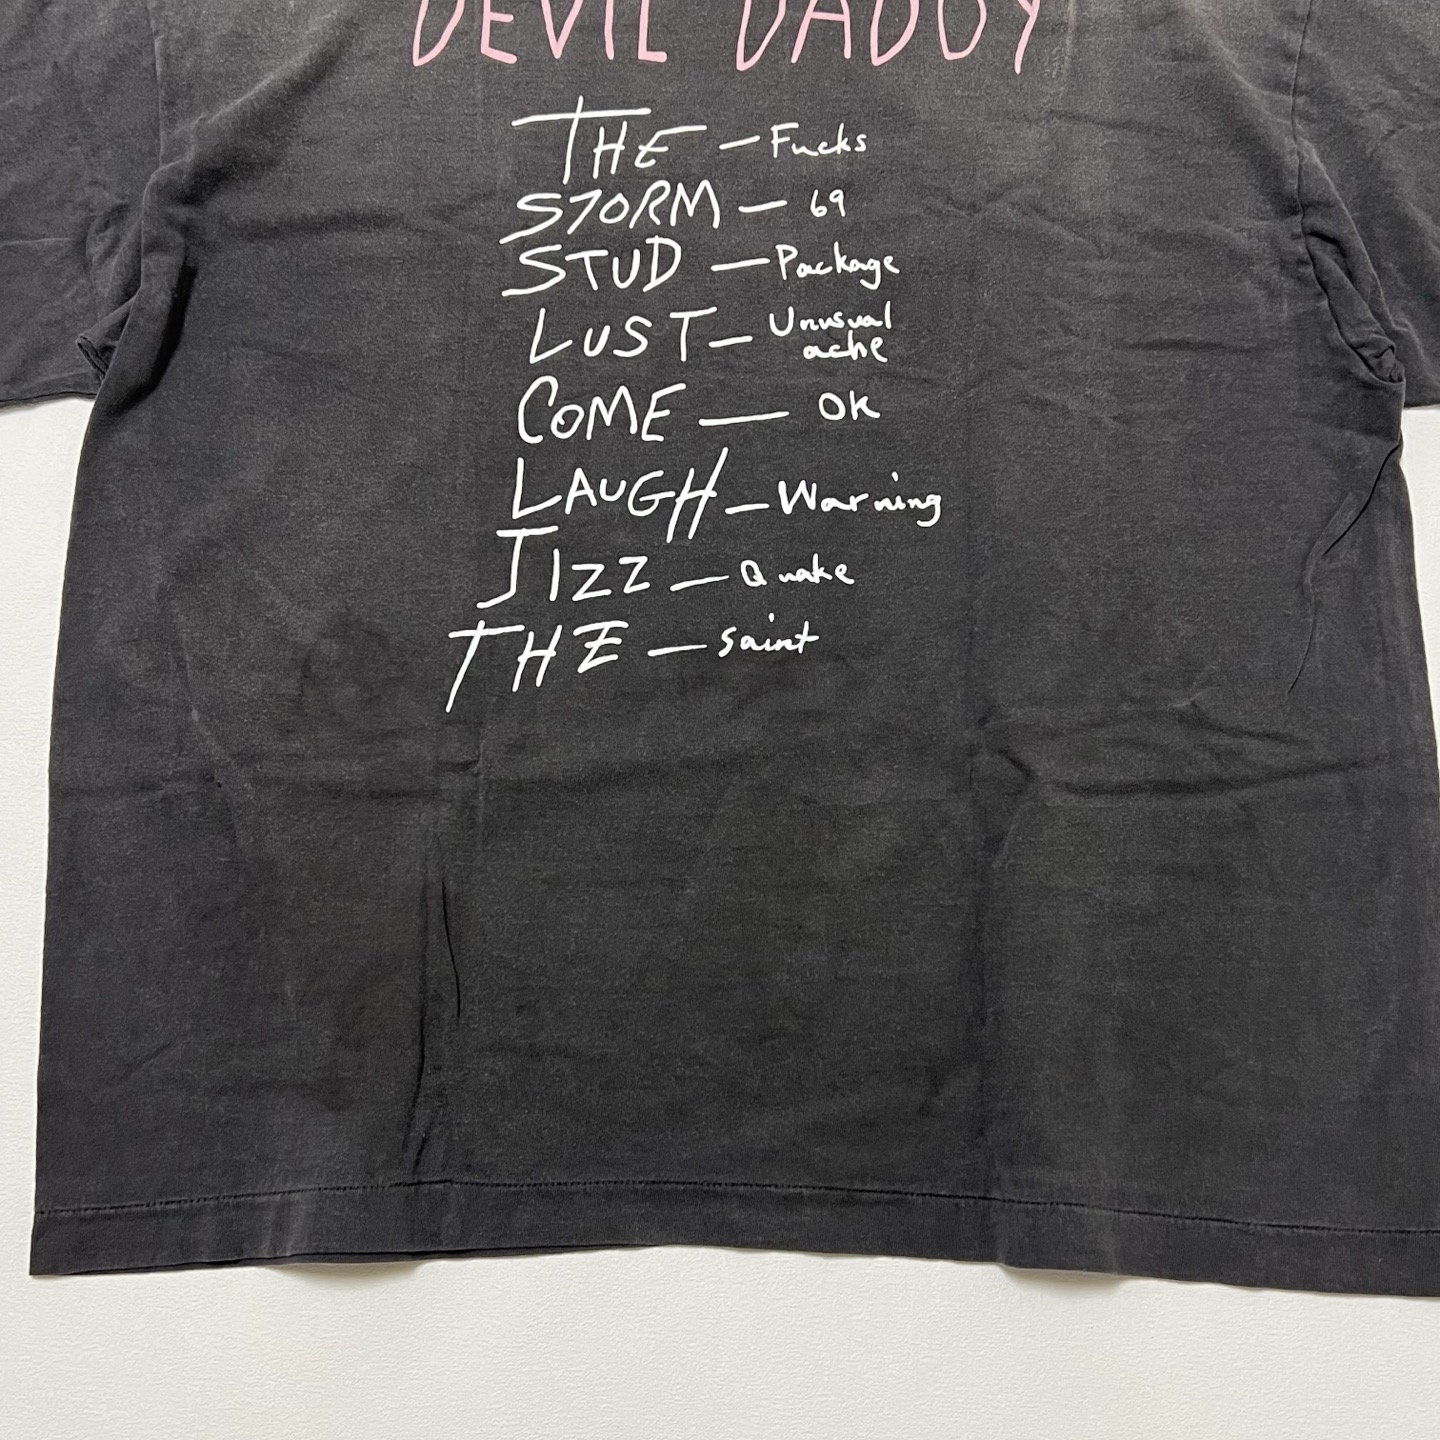 DEVIL DADDY
THE — Fucks
STORM — 69
STUD — Package
LUST — Unusual
ache
COME — OK
LAUGH — Warning
JIZZ — Quake
THE — Saint